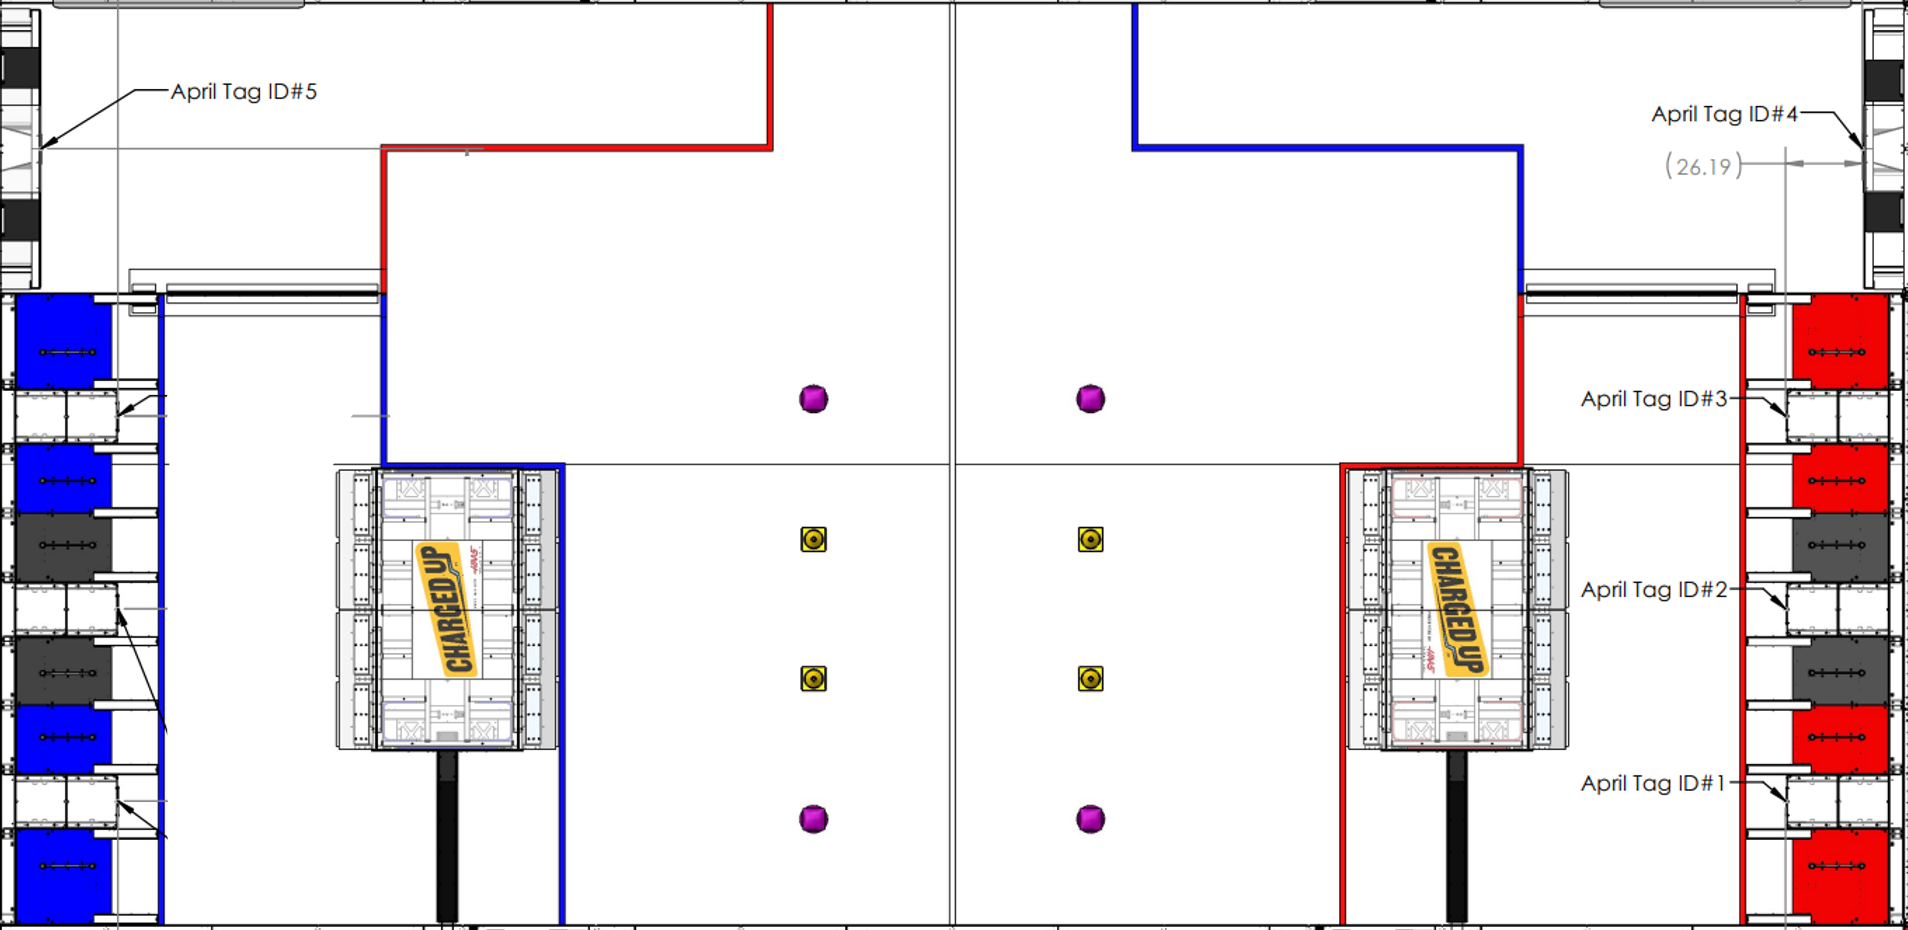 April Tag ID#5
April Tag ID#4
(26.19)
April Tag ID#3
April Tag ID#2
April Tag ID#1
CHARGED UP
CHARGED UP